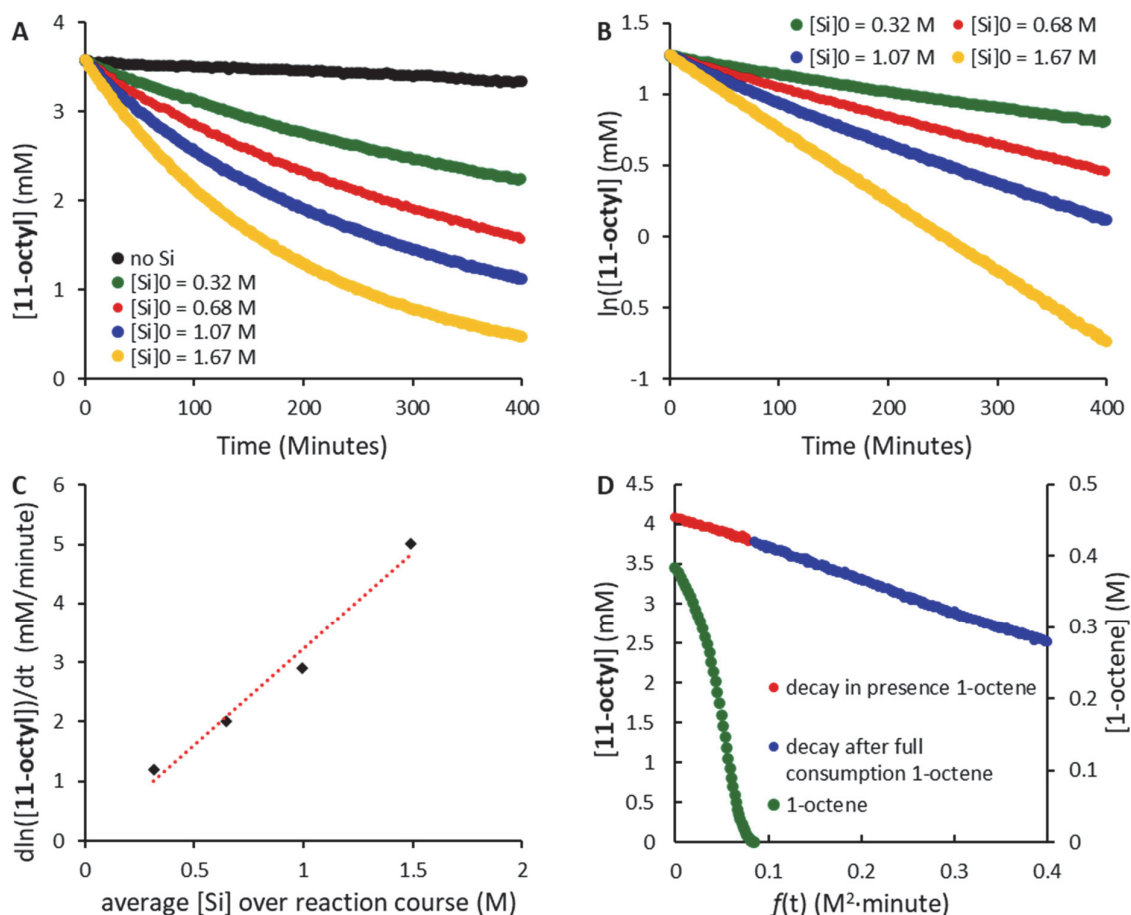 A
4
3
2
1
0
[11-octyl] (mM)
no Si
[Si]0 = 0.32 M
[Si]0 = 0.68 M
[Si]0 = 1.07 M
[Si]0 = 1.67 M
0 100 200 300 400
Time (Minutes)
B
[Si]0 = 0.32 M [Si]0 = 0.68 M
[Si]0 = 1.07 M [Si]0 = 1.67 M
1.5
1
0.5
0
-0.5
-1
ln([11-octyl]) (mM)
0 100 200 300 400
Time (Minutes)
C
6
5
4
3
2
1
0
dln([11-octyl])/dt (mM/minute)
0 0.5 1 1.5 2
average [Si] over reaction course (M)
D
4.5
4
3.5
3
2.5
2
1.5
1
0.5
0
[11-octyl] (mM)
decay in presence 1-octene
decay after full
consumption 1-octene
1-octene
0.5
0.4
0.3
0.2
0.1
0
[1-octene] (M)
0 0.1 0.2 0.3 0.4
f(t) (M²·minute)